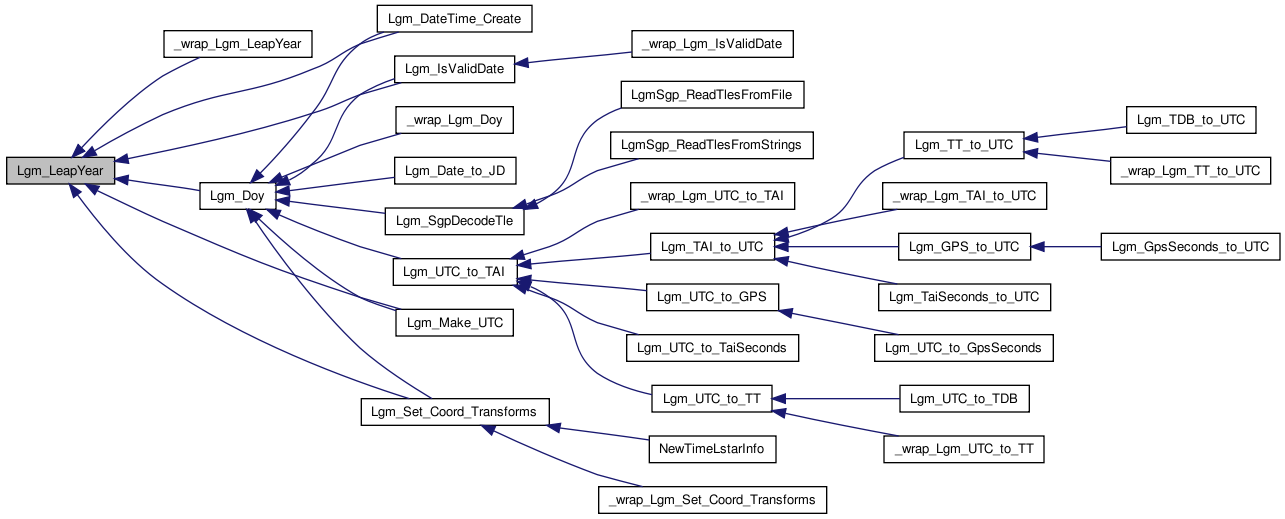 Lgm_LeapYear
_wrap_Lgm_LeapYear
Lgm_DateTime_Create
Lgm_IsValidDate
_wrap_Lgm_IsValidDate
Lgm_Doy
_wrap_Lgm_Doy
Lgm_Date_to_JD
Lgm_SgpDecodeTle
LgmSgp_ReadTlesFromFile
LgmSgp_ReadTlesFromStrings
Lgm_UTC_to_TAI
_wrap_Lgm_UTC_to_TAI
Lgm_TAI_to_UTC
Lgm_TT_to_UTC
Lgm_TDB_to_UTC
_wrap_Lgm_TT_to_UTC
_wrap_Lgm_TAI_to_UTC
Lgm_GPS_to_UTC
Lgm_GpsSeconds_to_UTC
Lgm_TaiSeconds_to_UTC
Lgm_UTC_to_GPS
Lgm_UTC_to_GpsSeconds
Lgm_UTC_to_TaiSeconds
Lgm_UTC_to_TT
Lgm_UTC_to_TDB
_wrap_Lgm_UTC_to_TT
Lgm_Make_UTC
Lgm_Set_Coord_Transforms
NewTimeLstarInfo
_wrap_Lgm_Set_Coord_Transforms